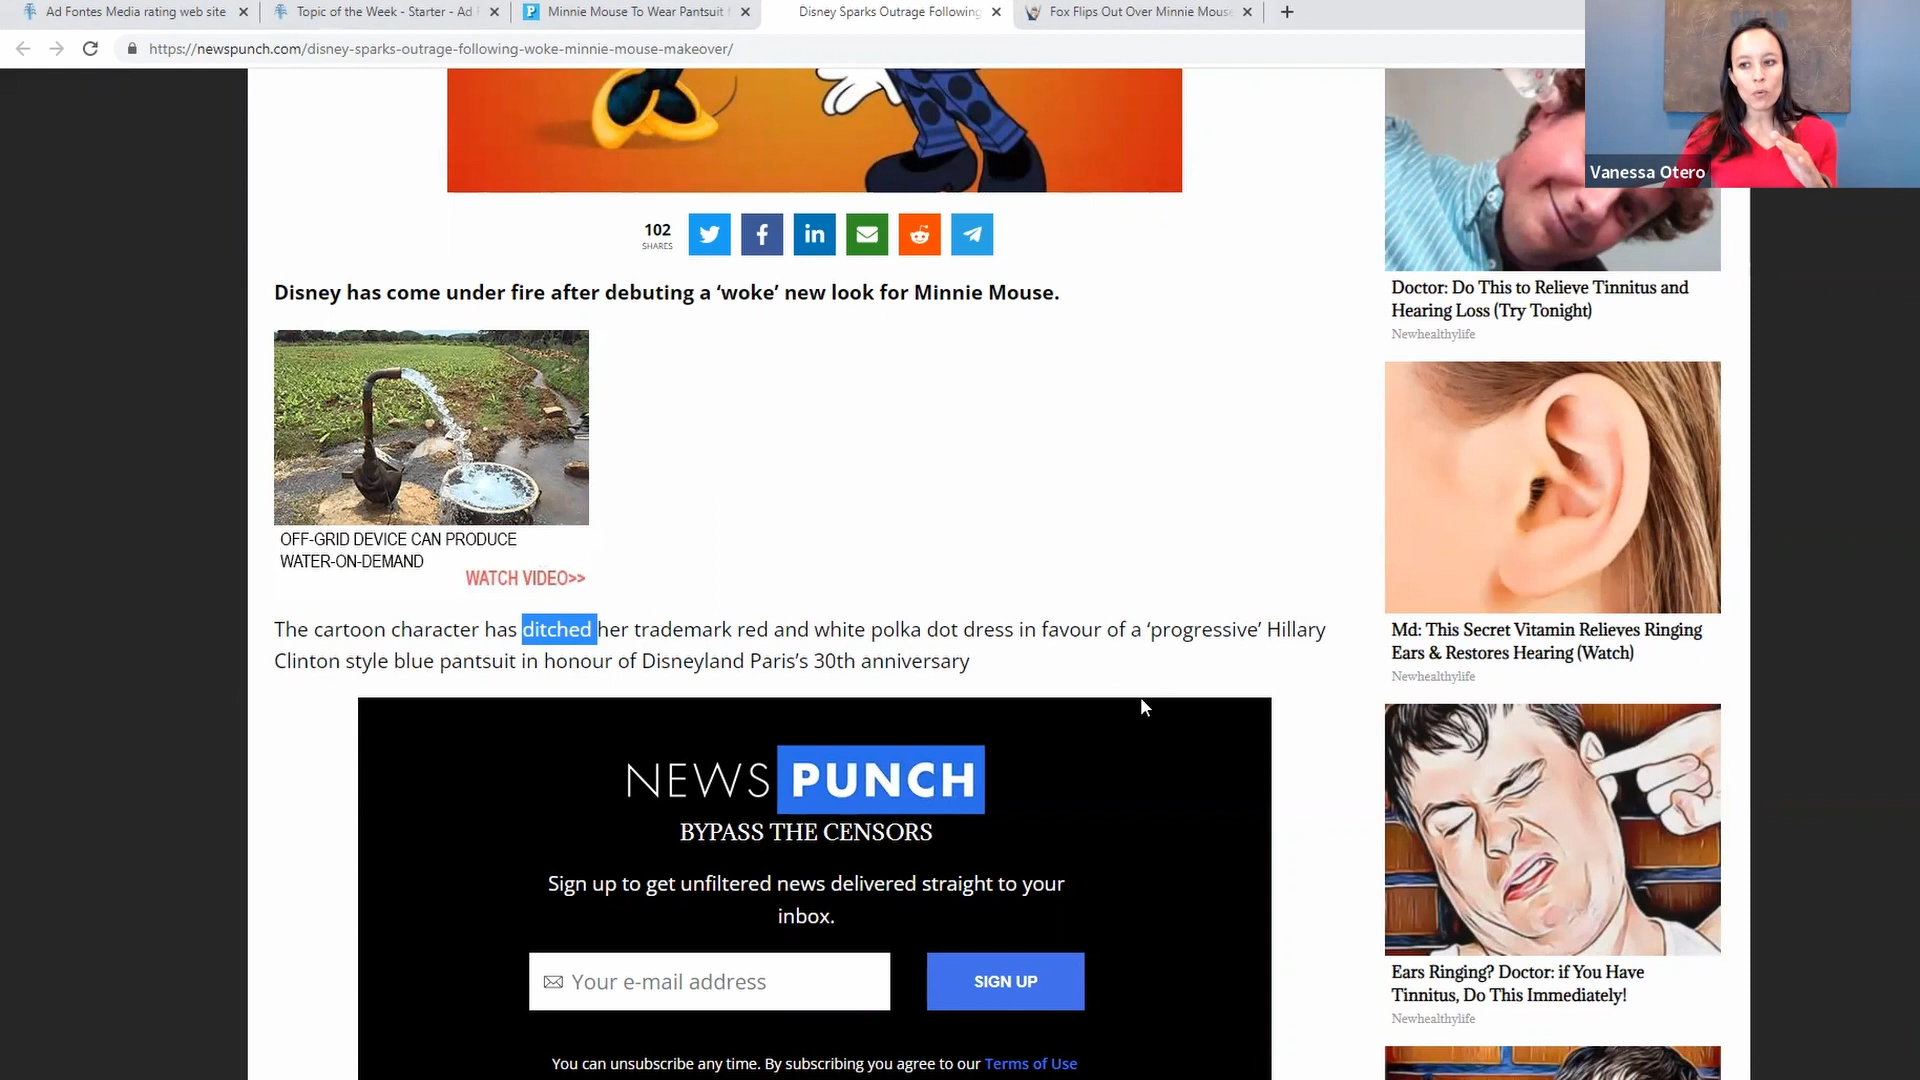 Ad Fontes Media rating web site
Topic of the Week - Starter - Ad F
Minnie Mouse To Wear Pantsuit f
Disney Sparks Outrage Following
Fox Flips Out Over Minnie Mouse
https://newspunch.com/disney-sparks-outrage-following-woke-minnie-mouse-makeover/
Vanessa Otero
102
SHARES
Disney has come under fire after debuting a ‘woke’ new look for Minnie Mouse.
OFF-GRID DEVICE CAN PRODUCE
WATER-ON-DEMAND
WATCH VIDEO>>
The cartoon character has ditched her trademark red and white polka dot dress in favour of a ‘progressive’ Hillary
Clinton style blue pantsuit in honour of Disneyland Paris’s 30th anniversary
NEWS PUNCH
BYPASS THE CENSORS
Sign up to get unfiltered news delivered straight to your
inbox.
Your e-mail address
SIGN UP
You can unsubscribe any time. By subscribing you agree to our Terms of Use
Doctor: Do This to Relieve Tinnitus and
Hearing Loss (Try Tonight)
Newhealthylife
Md: This Secret Vitamin Relieves Ringing
Ears & Restores Hearing (Watch)
Newhealthylife
Ears Ringing? Doctor: if You Have
Tinnitus, Do This Immediately!
Newhealthylife